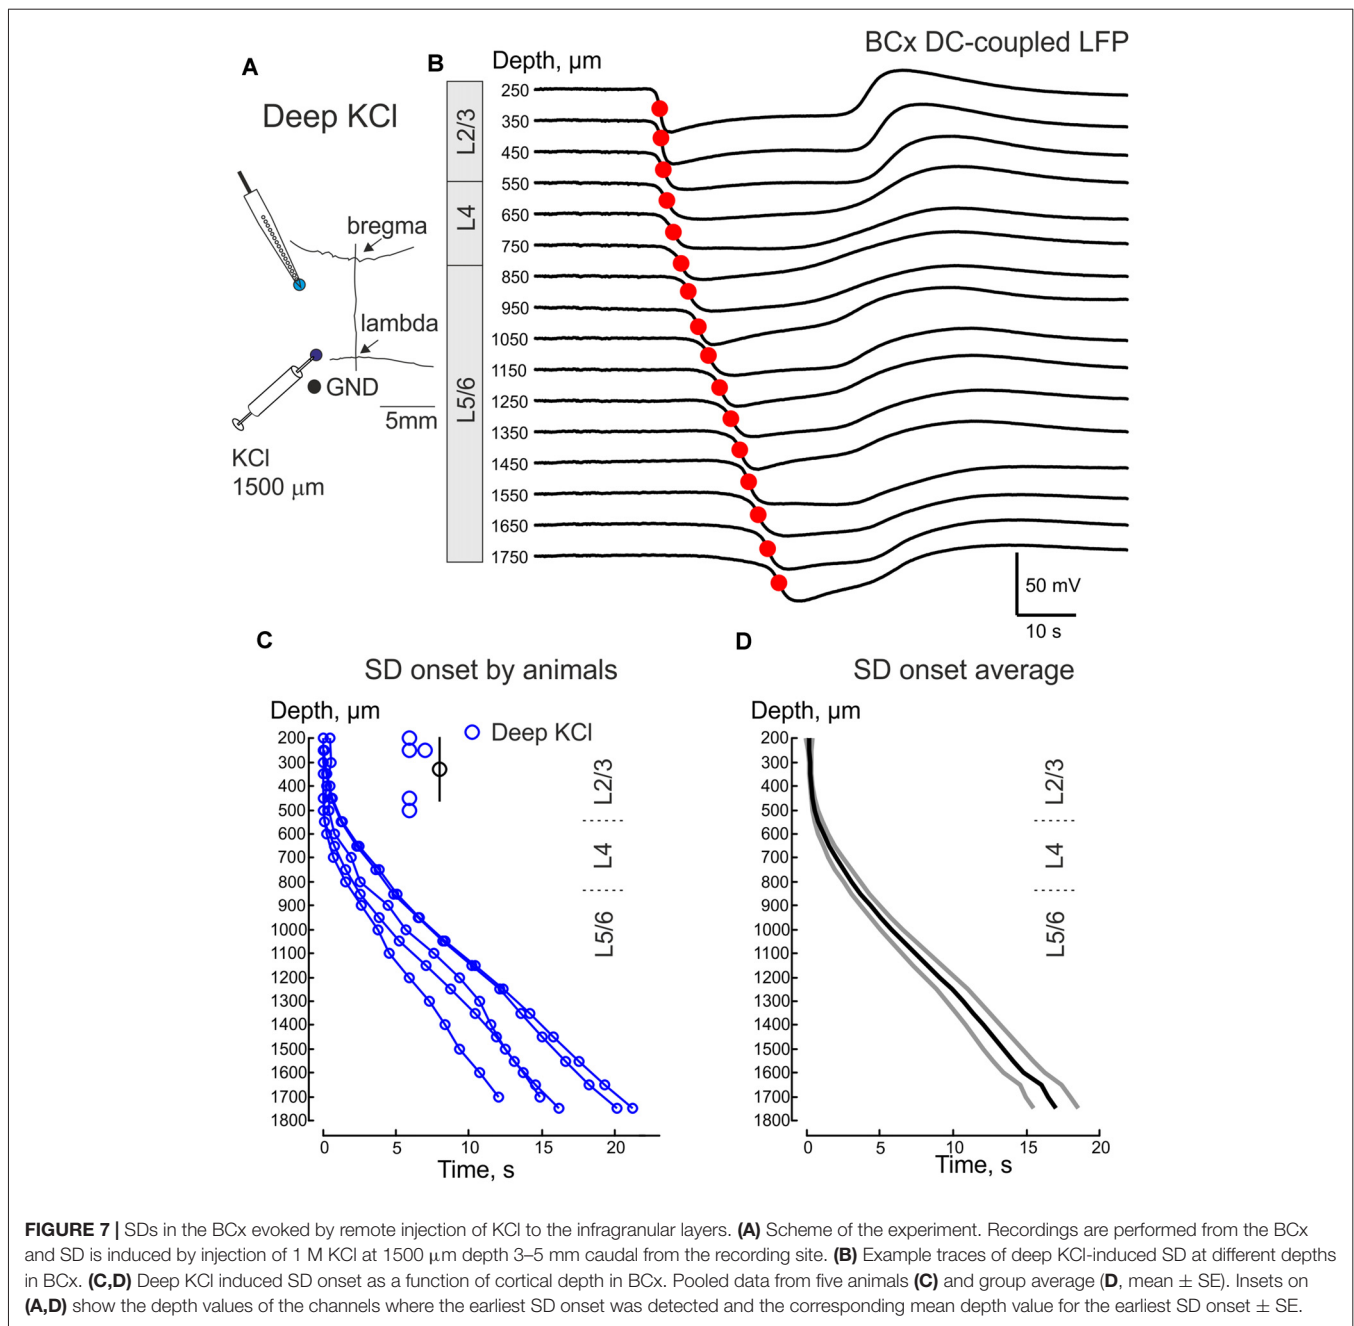 A
Deep KCl
bregma
lambda
GND
5mm
KCl
1500 μm
B
Depth, μm
BCx DC-coupled LFP
L2/3
L4
L5/6
250
350
450
550
650
750
850
950
1050
1150
1250
1350
1450
1550
1650
1750
50 mV
10 s
C
SD onset by animals
Depth, μm
Deep KCl
200
300
400
500
600
700
800
900
1000
1100
1200
1300
1400
1500
1600
1700
1800
L2/3
L4
L5/6
0 5 10 15 20
Time, s
D
SD onset average
Depth, μm
200
300
400
500
600
700
800
900
1000
1100
1200
1300
1400
1500
1600
1700
1800
L2/3
L4
L5/6
0 5 10 15 20
Time, s
FIGURE 7 | SDs in the BCx evoked by remote injection of KCl to the infragranular layers. (A) Scheme of the experiment. Recordings are performed from the BCx
and SD is induced by injection of 1 M KCl at 1500 μm depth 3–5 mm caudal from the recording site. (B) Example traces of deep KCl-induced SD at different depths
in BCx. (C,D) Deep KCl induced SD onset as a function of cortical depth in BCx. Pooled data from five animals (C) and group average (D, mean ± SE). Insets on
(A,D) show the depth values of the channels where the earliest SD onset was detected and the corresponding mean depth value for the earliest SD onset ± SE.